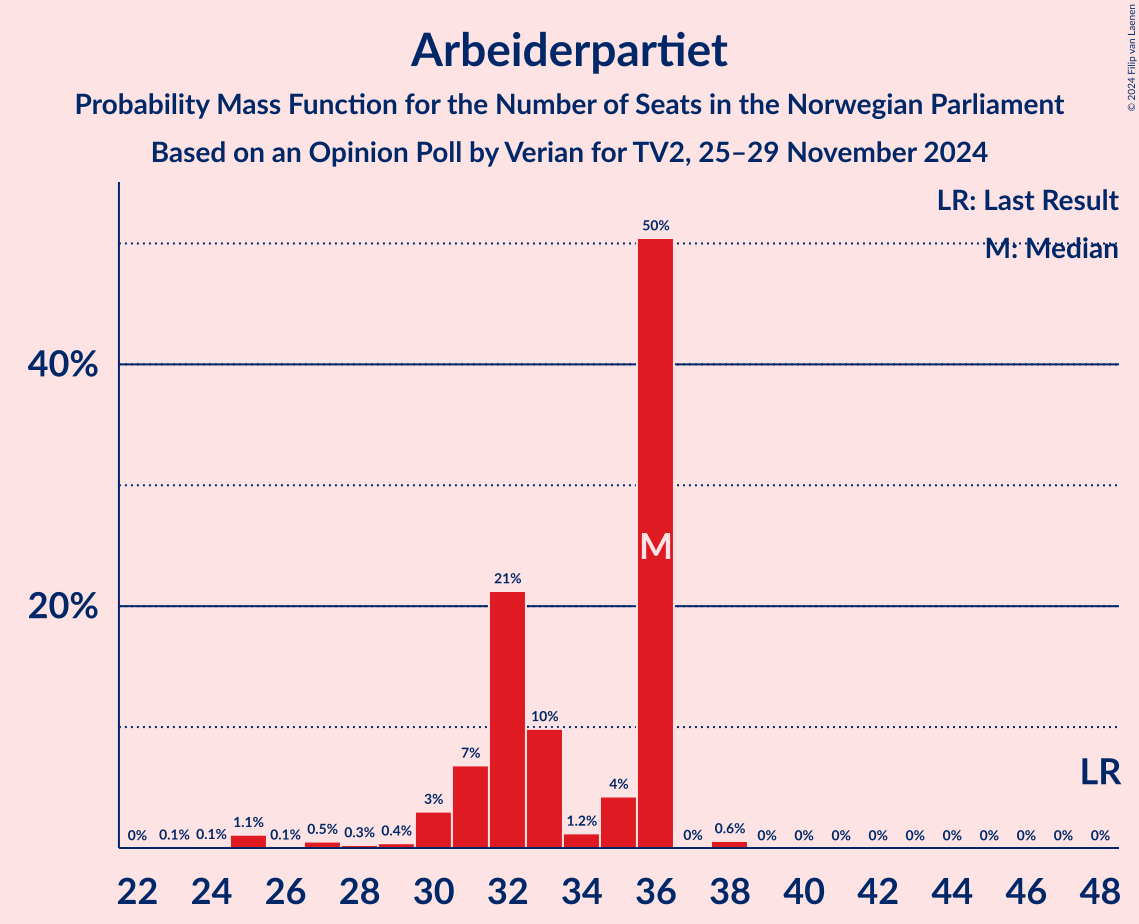 Arbeiderpartiet
Probability Mass Function for the Number of Seats in the Norwegian Parliament
Based on an Opinion Poll by Verian for TV2, 25–29 November 2024
© 2024 Filip van Laenen
LR: Last Result
M: Median
50%
40%
M
21%
20%
10%
7%
LR
4%
3%
0% 0.1% 0.1% 1.1% 0.1% 0.5% 0.3% 0.4% 1.2% 0% 0.6% 0% 0% 0% 0% 0% 0% 0% 0% 0% 0%
22 24 26 28 30 32 34 36 38 40 42 44 46 48